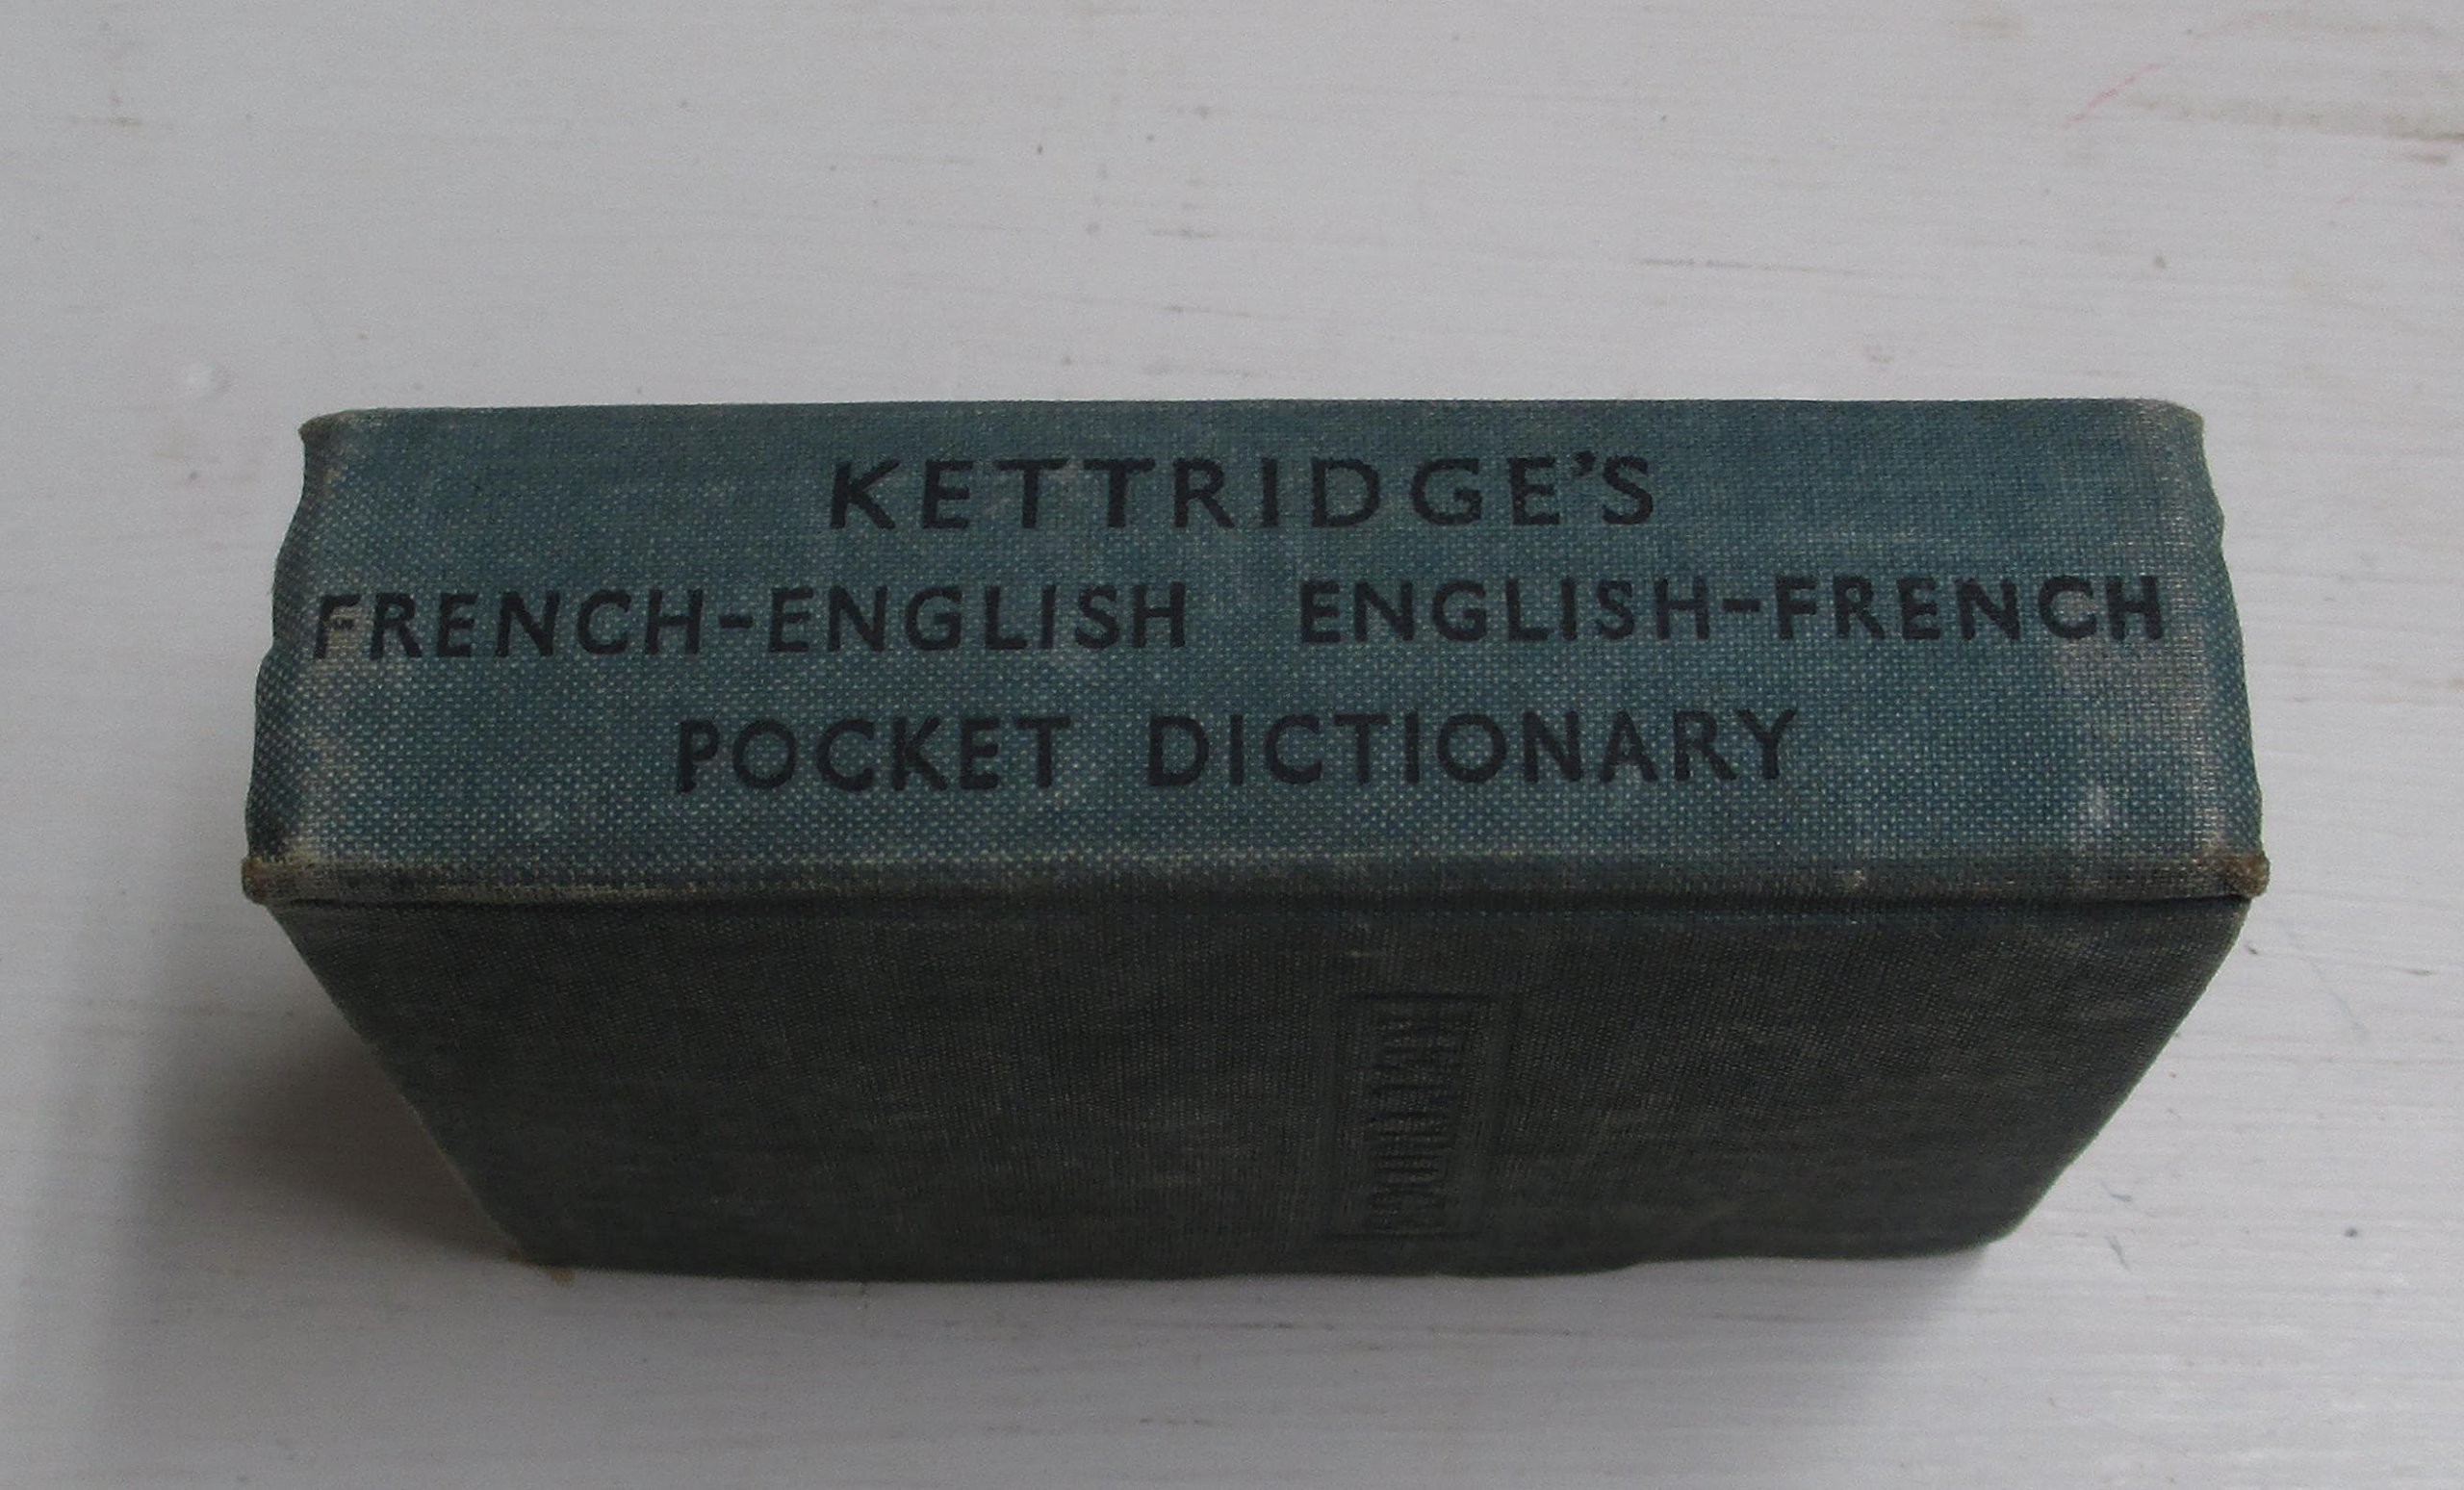 KETTRIDGE'S
FRENCH-ENGLISH ENGLISH-FRENCH
POCKET DICTIONARY